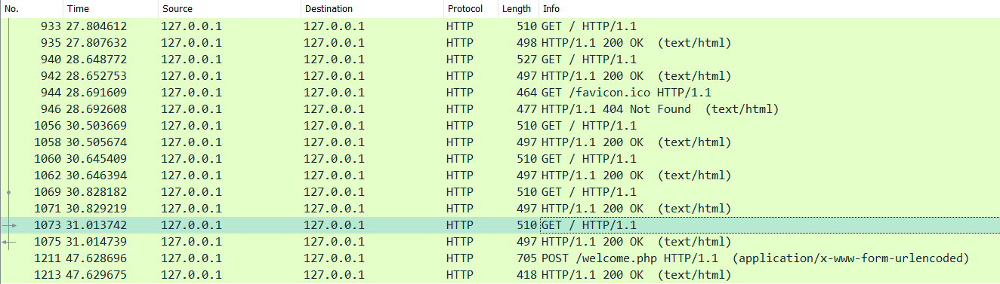 No. Time Source Destination Protocol Length Info
933 27.804612 127.0.0.1 127.0.0.1 HTTP 510 GET / HTTP/1.1
935 27.807632 127.0.0.1 127.0.0.1 HTTP 498 HTTP/1.1 200 OK (text/html)
940 28.648772 127.0.0.1 127.0.0.1 HTTP 527 GET / HTTP/1.1
942 28.652753 127.0.0.1 127.0.0.1 HTTP 497 HTTP/1.1 200 OK (text/html)
944 28.691609 127.0.0.1 127.0.0.1 HTTP 464 GET /favicon.ico HTTP/1.1
946 28.692608 127.0.0.1 127.0.0.1 HTTP 477 HTTP/1.1 404 Not Found (text/html)
1056 30.503669 127.0.0.1 127.0.0.1 HTTP 510 GET / HTTP/1.1
1058 30.505674 127.0.0.1 127.0.0.1 HTTP 497 HTTP/1.1 200 OK (text/html)
1060 30.645409 127.0.0.1 127.0.0.1 HTTP 510 GET / HTTP/1.1
1062 30.646394 127.0.0.1 127.0.0.1 HTTP 497 HTTP/1.1 200 OK (text/html)
1069 30.828182 127.0.0.1 127.0.0.1 HTTP 510 GET / HTTP/1.1
1071 30.829219 127.0.0.1 127.0.0.1 HTTP 497 HTTP/1.1 200 OK (text/html)
1073 31.013742 127.0.0.1 127.0.0.1 HTTP 510 GET / HTTP/1.1
1075 31.014739 127.0.0.1 127.0.0.1 HTTP 497 HTTP/1.1 200 OK (text/html)
1211 47.628696 127.0.0.1 127.0.0.1 HTTP 705 POST /welcome.php HTTP/1.1 (application/x-www-form-urlencoded)
1213 47.629675 127.0.0.1 127.0.0.1 HTTP 418 HTTP/1.1 200 OK (text/html)